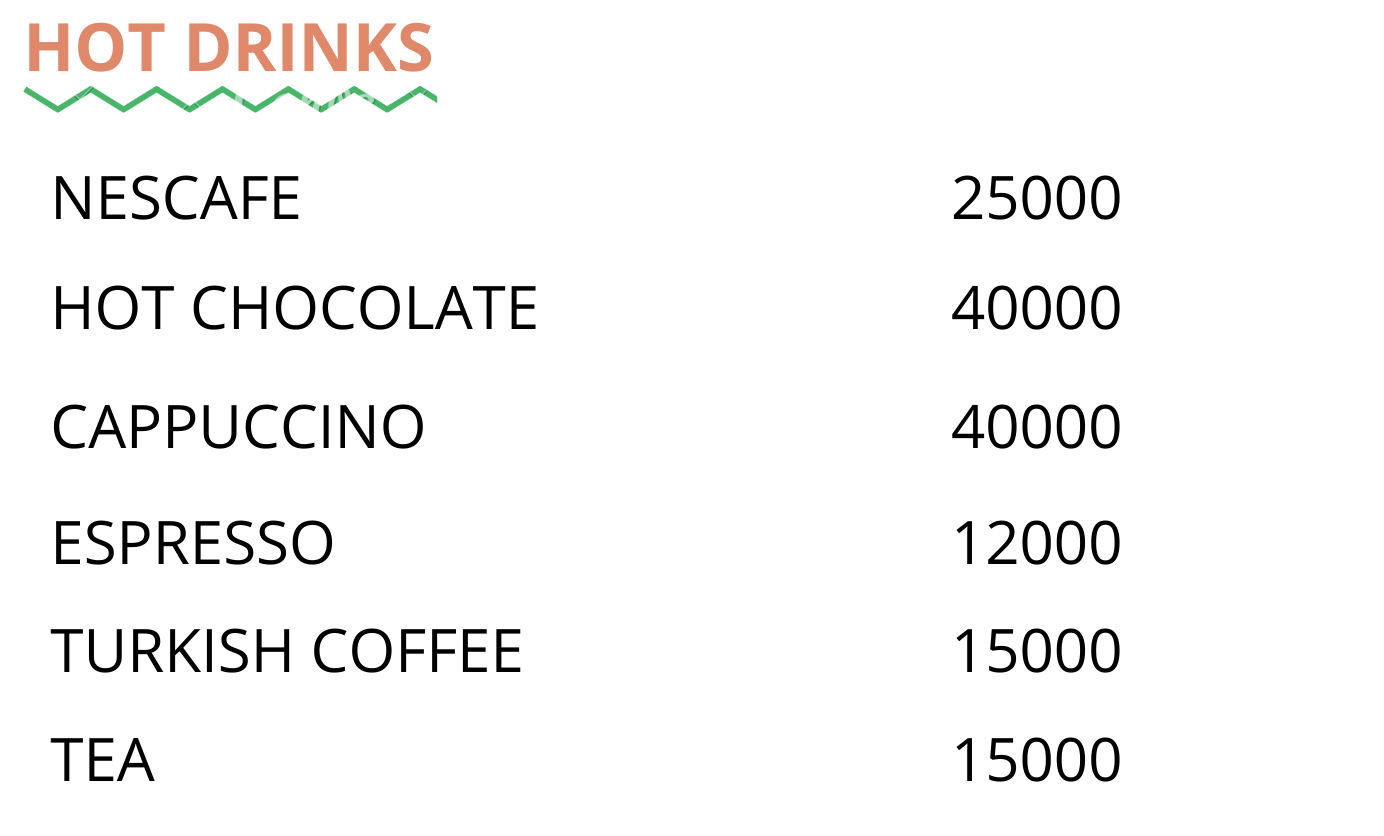 HOT DRINKS
NESCAFE 25000
HOT CHOCOLATE 40000
CAPPUCCINO 40000
ESPRESSO 12000
TURKISH COFFEE 15000
TEA 15000